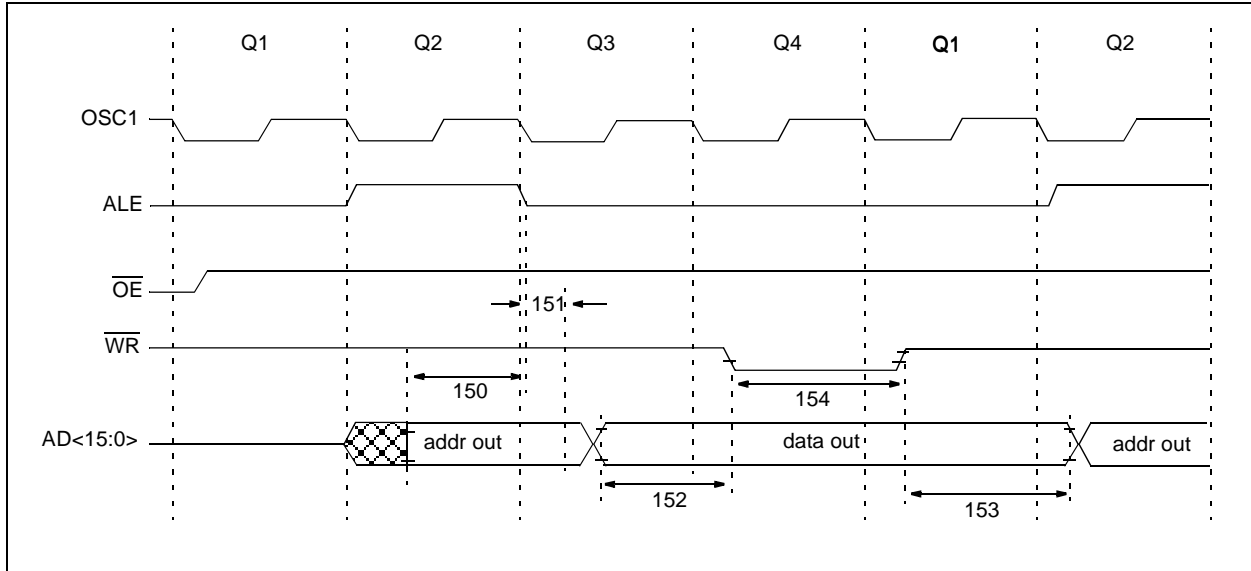 Q1 Q2 Q3 Q4 Q1 Q2
OSC1
ALE
OE
151
WR
150
154
AD<15:0>
addr out
data out
addr out
152
153